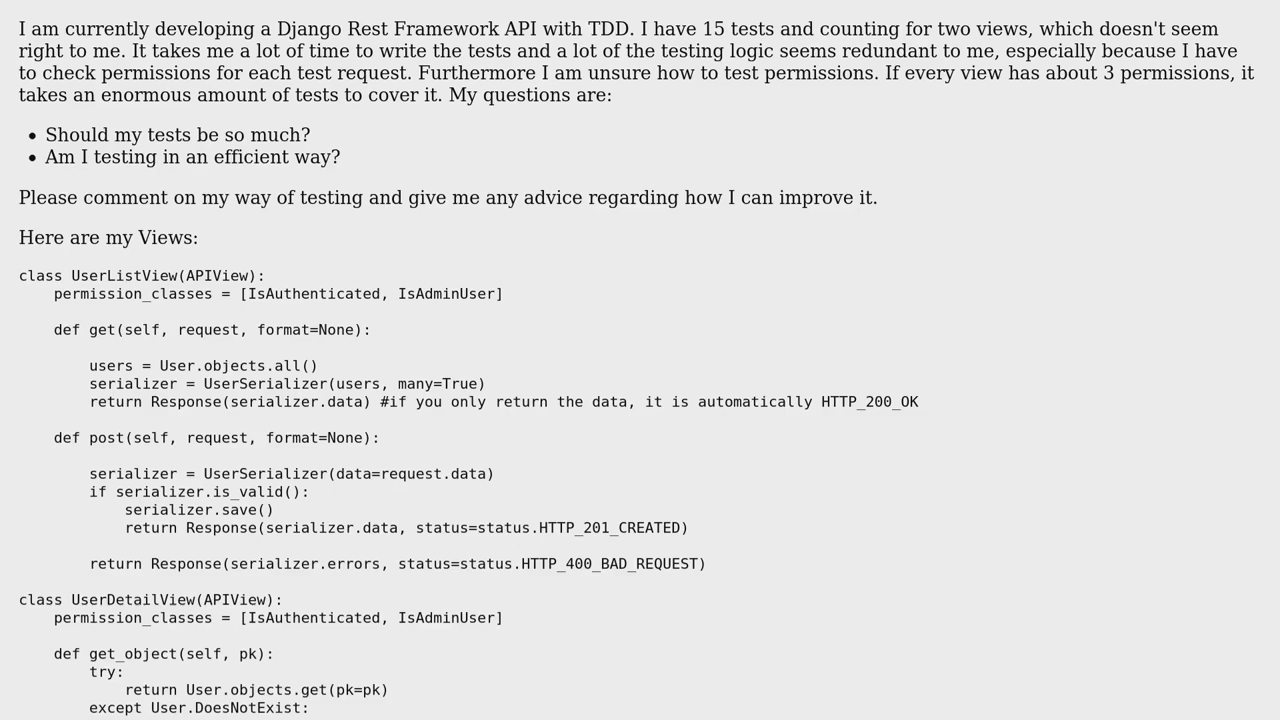 I am currently developing a Django Rest Framework API with TDD. I have 15 tests and counting for two views, which doesn't seem
right to me. It takes me a lot of time to write the tests and a lot of the testing logic seems redundant to me, especially because I have
to check permissions for each test request. Furthermore I am unsure how to test permissions. If every view has about 3 permissions, it
takes an enormous amount of tests to cover it. My questions are:
• Should my tests be so much?
• Am I testing in an efficient way?
Please comment on my way of testing and give me any advice regarding how I can improve it.
Here are my Views:
class UserListView(APIView):
    permission_classes = [IsAuthenticated, IsAdminUser]
    def get(self, request, format=None):
        users = User.objects.all()
        serializer = UserSerializer(users, many=True)
        return Response(serializer.data) #if you only return the data, it is automatically HTTP_200_OK
    def post(self, request, format=None):
        serializer = UserSerializer(data=request.data)
        if serializer.is_valid():
            serializer.save()
            return Response(serializer.data, status=status.HTTP_201_CREATED)
        return Response(serializer.errors, status=status.HTTP_400_BAD_REQUEST)
class UserDetailView(APIView):
    permission_classes = [IsAuthenticated, IsAdminUser]
    def get_object(self, pk):
        try:
            return User.objects.get(pk=pk)
        except User.DoesNotExist: